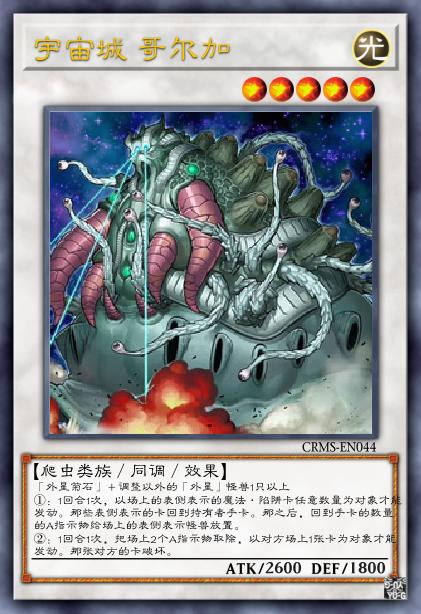 宇宙城 哥尔加
光
CRMS-EN044
【爬虫类族／同调／效果】
「外星菊石」＋调整以外的「外星」怪兽1只以上
①：1回合1次，以场上的表侧表示的魔法·陷阱卡任意数量为对象才能
发动。那些表侧表示的卡回到持有者手卡。那之后，回到手卡的数量
的A指示物给场上的表侧表示怪兽放置。
②：1回合1次，把场上2个A指示物取除，以对方场上1张卡为对象才能
发动。那张对方的卡破坏。
ATK/2600 DEF/1800